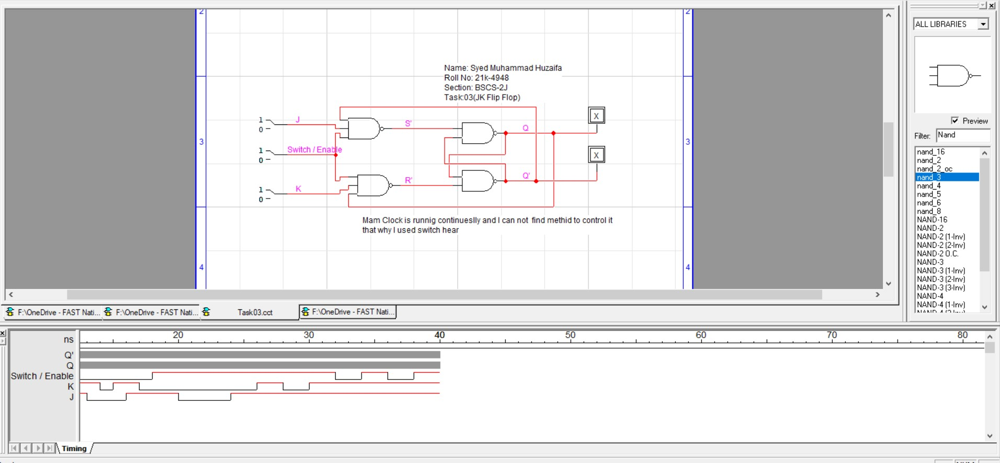 2
2
Name: Syed Muhammad Huzaifa
Roll No: 21k-4948
Section: BSCS-2J
Task:03(JK Flip Flop)
1
0
J
S'
Q
X
3
3
1
0
Switch / Enable
X
1
0
K
R'
Q'
Mam Clock is runnig continueslly and I can not find methid to control it
that why I used switch hear
4
4
ALL LIBRARIES
Preview
Filter: Nand
nand_16
nand_2
nand_2_oc
nand_3
nand_4
nand_5
nand_6
nand_8
NAND-16
NAND-2
NAND-2 (1-Inv)
NAND-2 (2-Inv)
NAND-2 O.C.
NAND-3
NAND-3 (1-Inv)
NAND-3 (2-Inv)
NAND-3 (3-Inv)
NAND-4
NAND-4 (1-Inv)
F:\OneDrive - FAST Nati...
F:\OneDrive - FAST Nati...
Task03.cct
F:\OneDrive - FAST Nati...
ns 20 30 40 50 60 70 80
Q'
Q
Switch / Enable
K
J
Timing